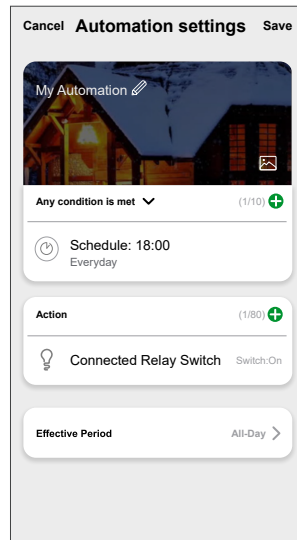 Cancel Automation settings Save
My Automation
Any condition is met (1/10)
Schedule: 18:00
Everyday
Action (1/80)
Connected Relay Switch Switch:On
Effective Period All-Day